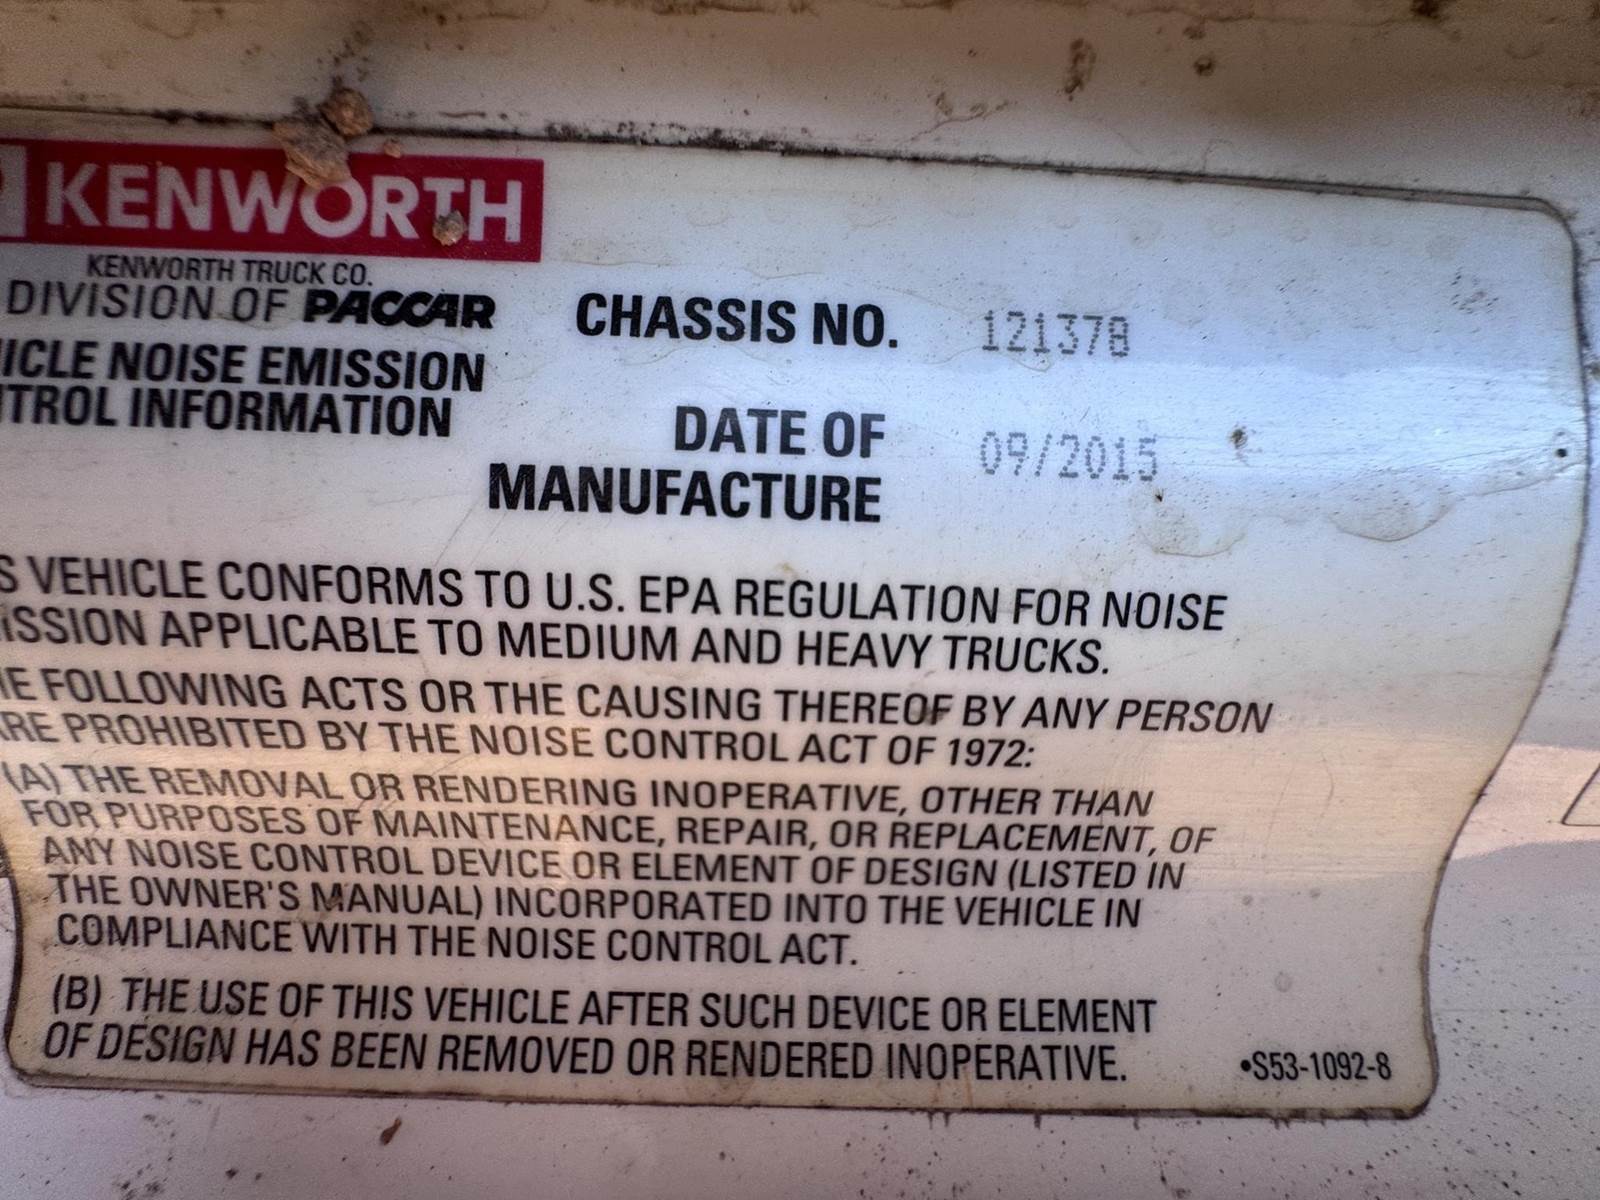 KENWORTH
KENWORTH TRUCK CO.
DIVISION OF PACCAR
CHASSIS NO. 121378
ICLE NOISE EMISSION
TROL INFORMATION
DATE OF
MANUFACTURE
09/2015
S VEHICLE CONFORMS TO U.S. EPA REGULATION FOR NOISE
ISSION APPLICABLE TO MEDIUM AND HEAVY TRUCKS.
HE FOLLOWING ACTS OR THE CAUSING THEREOF BY ANY PERSON
ARE PROHIBITED BY THE NOISE CONTROL ACT OF 1972:
(A) THE REMOVAL OR RENDERING INOPERATIVE, OTHER THAN
FOR PURPOSES OF MAINTENANCE, REPAIR, OR REPLACEMENT, OF
ANY NOISE CONTROL DEVICE OR ELEMENT OF DESIGN (LISTED IN
THE OWNER'S MANUAL) INCORPORATED INTO THE VEHICLE IN
COMPLIANCE WITH THE NOISE CONTROL ACT.
(B) THE USE OF THIS VEHICLE AFTER SUCH DEVICE OR ELEMENT
OF DESIGN HAS BEEN REMOVED OR RENDERED INOPERATIVE.
•S53-1092-8